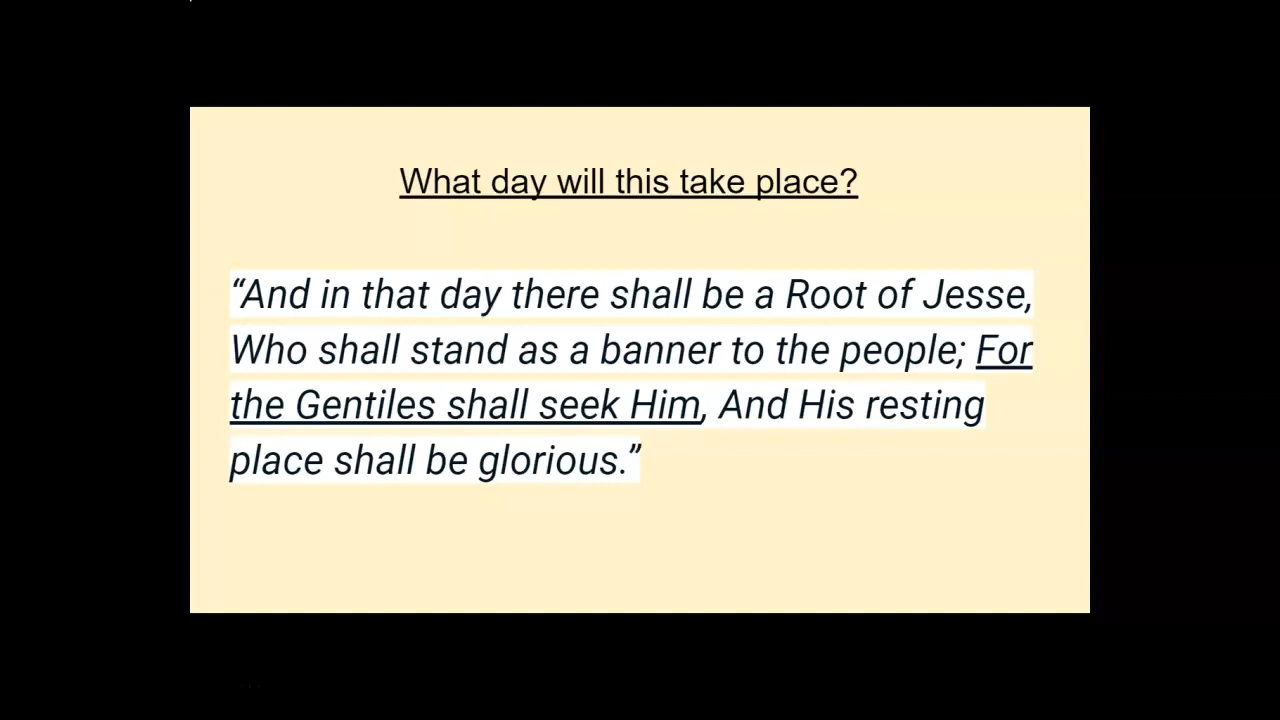 What day will this take place?
“And in that day there shall be a Root of Jesse,
Who shall stand as a banner to the people; For
the Gentiles shall seek Him, And His resting
place shall be glorious.”